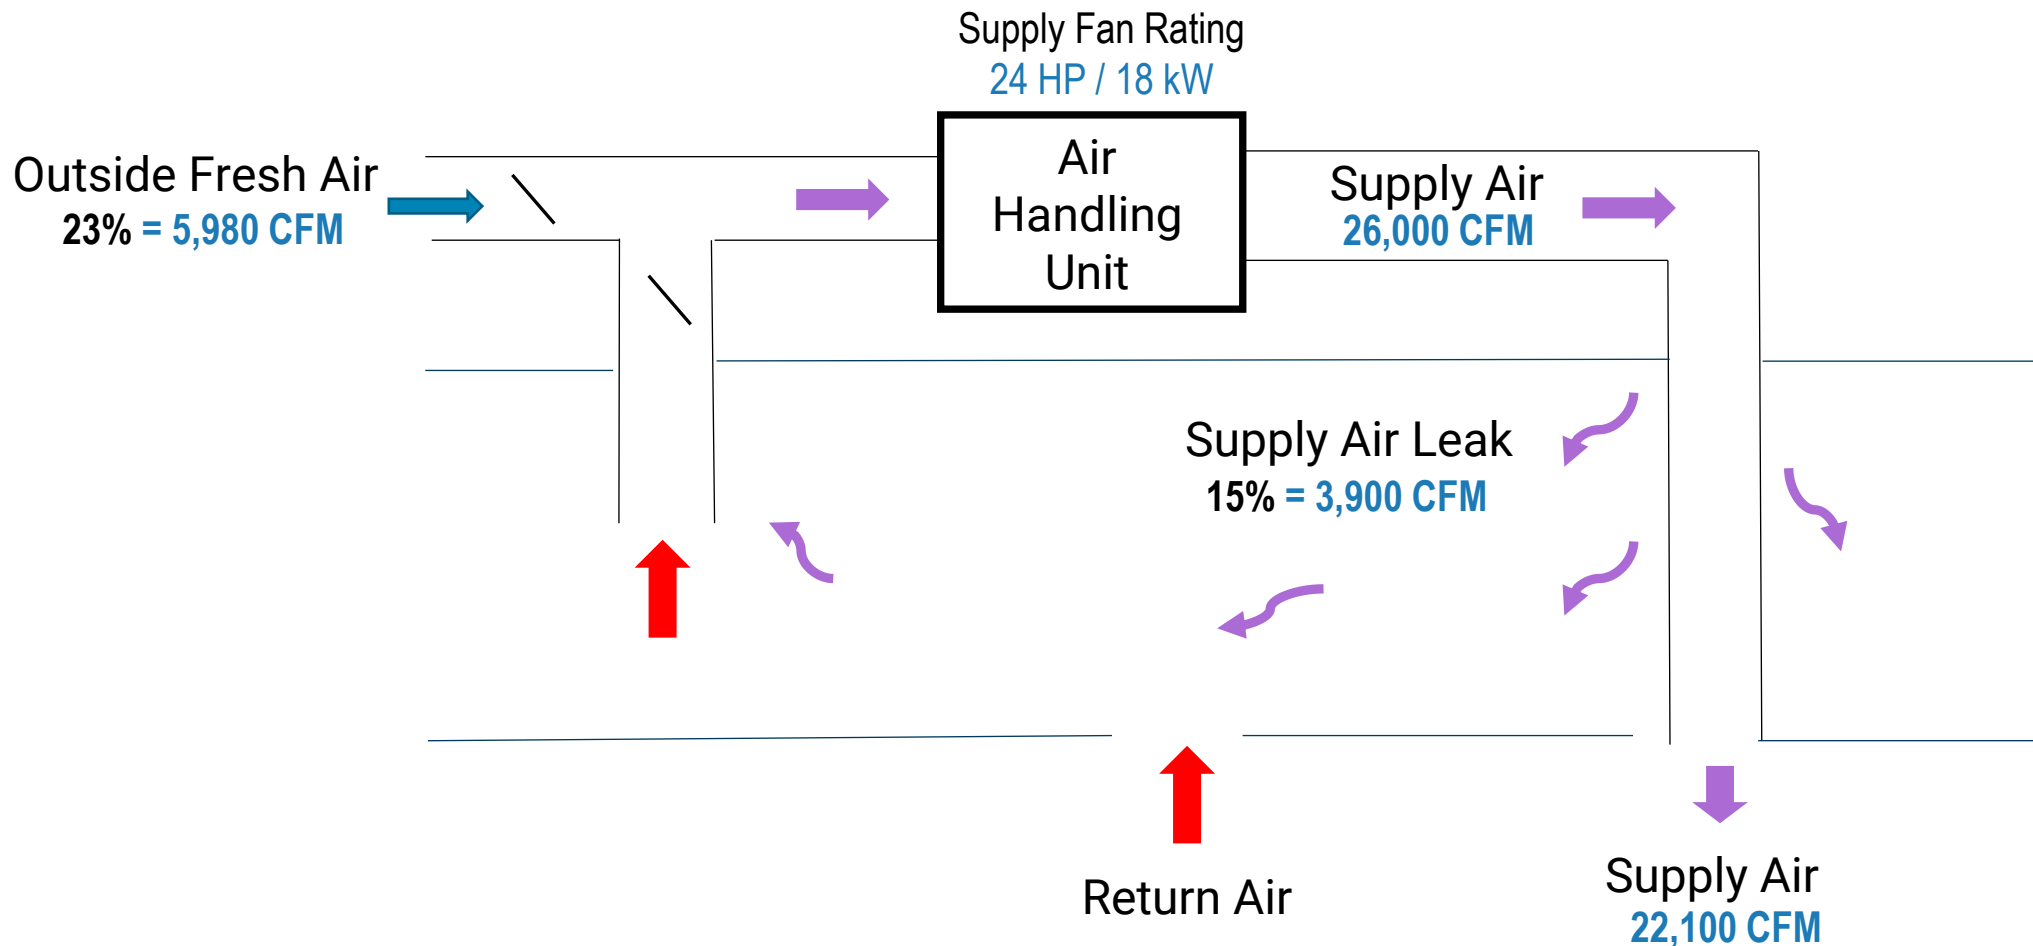 Supply Fan Rating
24 HP / 18 kW
Air
Handling
Unit
Outside Fresh Air
23% = 5,980 CFM
Supply Air
26,000 CFM
Supply Air Leak
15% = 3,900 CFM
Return Air
Supply Air
22,100 CFM